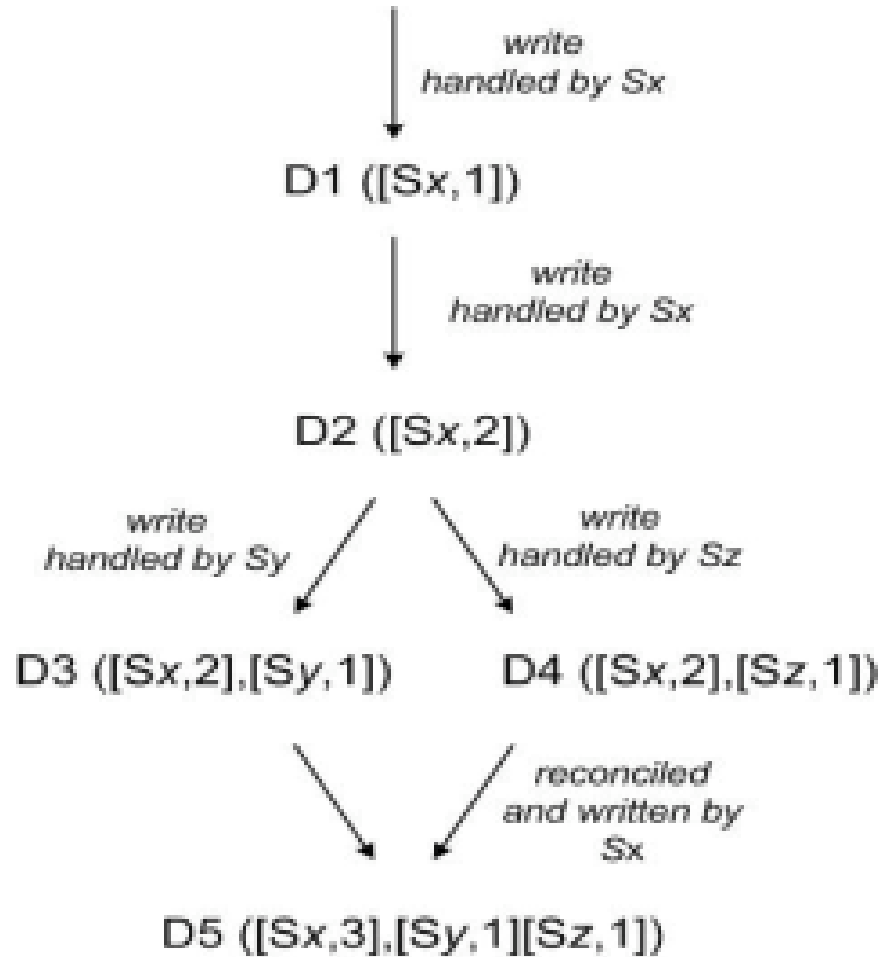 write
handled by Sx
D1 ([Sx,1])
write
handled by Sx
D2 ([Sx,2])
write
handled by Sy
write
handled by Sz
D3 ([Sx,2],[Sy,1])
D4 ([Sx,2],[Sz,1])
reconciled
and written by
Sx
D5 ([Sx,3],[Sy,1][Sz,1])